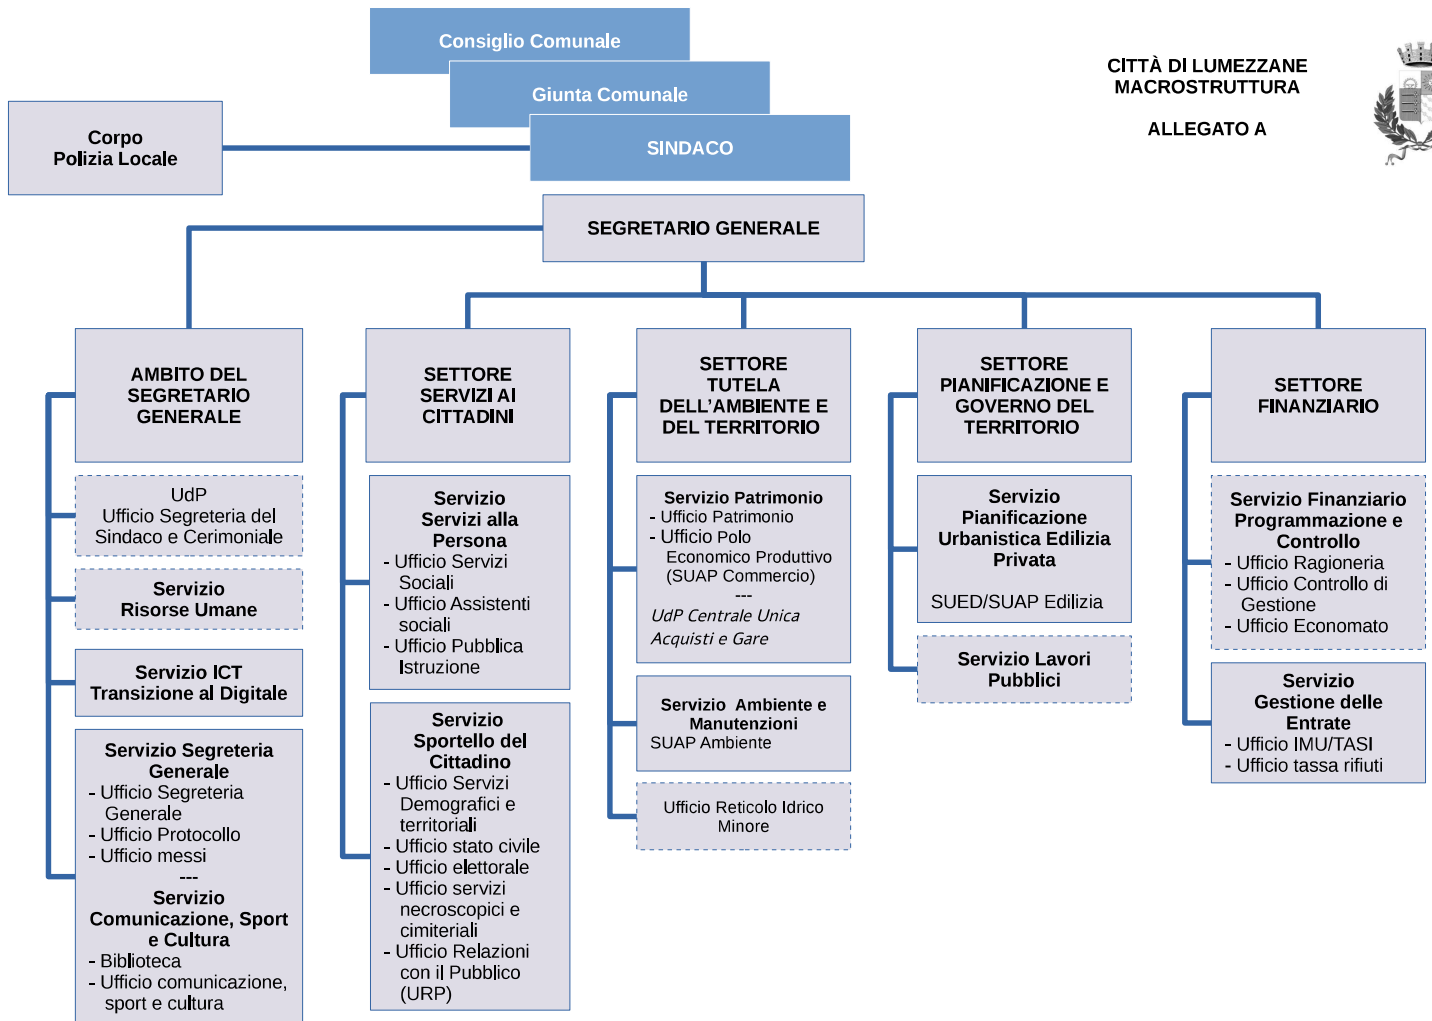 Consiglio Comunale
Giunta Comunale
SINDACO
CITTÀ DI LUMEZZANE
MACROSTRUTTURA
ALLEGATO A
Corpo
Polizia Locale
SEGRETARIO GENERALE
AMBITO DEL
SEGRETARIO
GENERALE
UdP
Ufficio Segreteria del
Sindaco e Cerimoniale
Servizio
Risorse Umane
Servizio ICT
Transizione al Digitale
Servizio Segreteria
Generale
- Ufficio Segreteria
Generale
- Ufficio Protocollo
- Ufficio messi
---
Servizio
Comunicazione, Sport
e Cultura
- Biblioteca
- Ufficio comunicazione,
sport e cultura
SETTORE
SERVIZI AI
CITTADINI
Servizio
Servizi alla
Persona
- Ufficio Servizi
Sociali
- Ufficio Assistenti
sociali
- Ufficio Pubblica
Istruzione
Servizio
Sportello del
Cittadino
- Ufficio Servizi
Demografici e
territoriali
- Ufficio stato civile
- Ufficio elettorale
- Ufficio servizi
necroscopici e
cimiteriali
- Ufficio Relazioni
con il Pubblico
(URP)
SETTORE
TUTELA
DELL'AMBIENTE E
DEL TERRITORIO
Servizio Patrimonio
- Ufficio Patrimonio
- Ufficio Polo
Economico Produttivo
(SUAP Commercio)
---
UdP Centrale Unica
Acquisti e Gare
Servizio Ambiente e
Manutenzioni
SUAP Ambiente
Ufficio Reticolo Idrico
Minore
SETTORE
PIANIFICAZIONE E
GOVERNO DEL
TERRITORIO
Servizio
Pianificazione
Urbanistica Edilizia
Privata
SUED/SUAP Edilizia
Servizio Lavori
Pubblici
SETTORE
FINANZIARIO
Servizio Finanziario
Programmazione e
Controllo
- Ufficio Ragioneria
- Ufficio Controllo di
Gestione
- Ufficio Economato
Servizio
Gestione delle
Entrate
- Ufficio IMU/TASI
- Ufficio tassa rifiuti